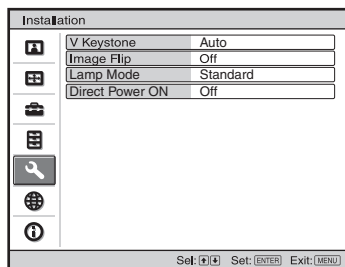 Installation
V Keystone Auto
Image Flip Off
Lamp Mode Standard
Direct Power ON Off
Sel: Set: ENTER Exit: MENU